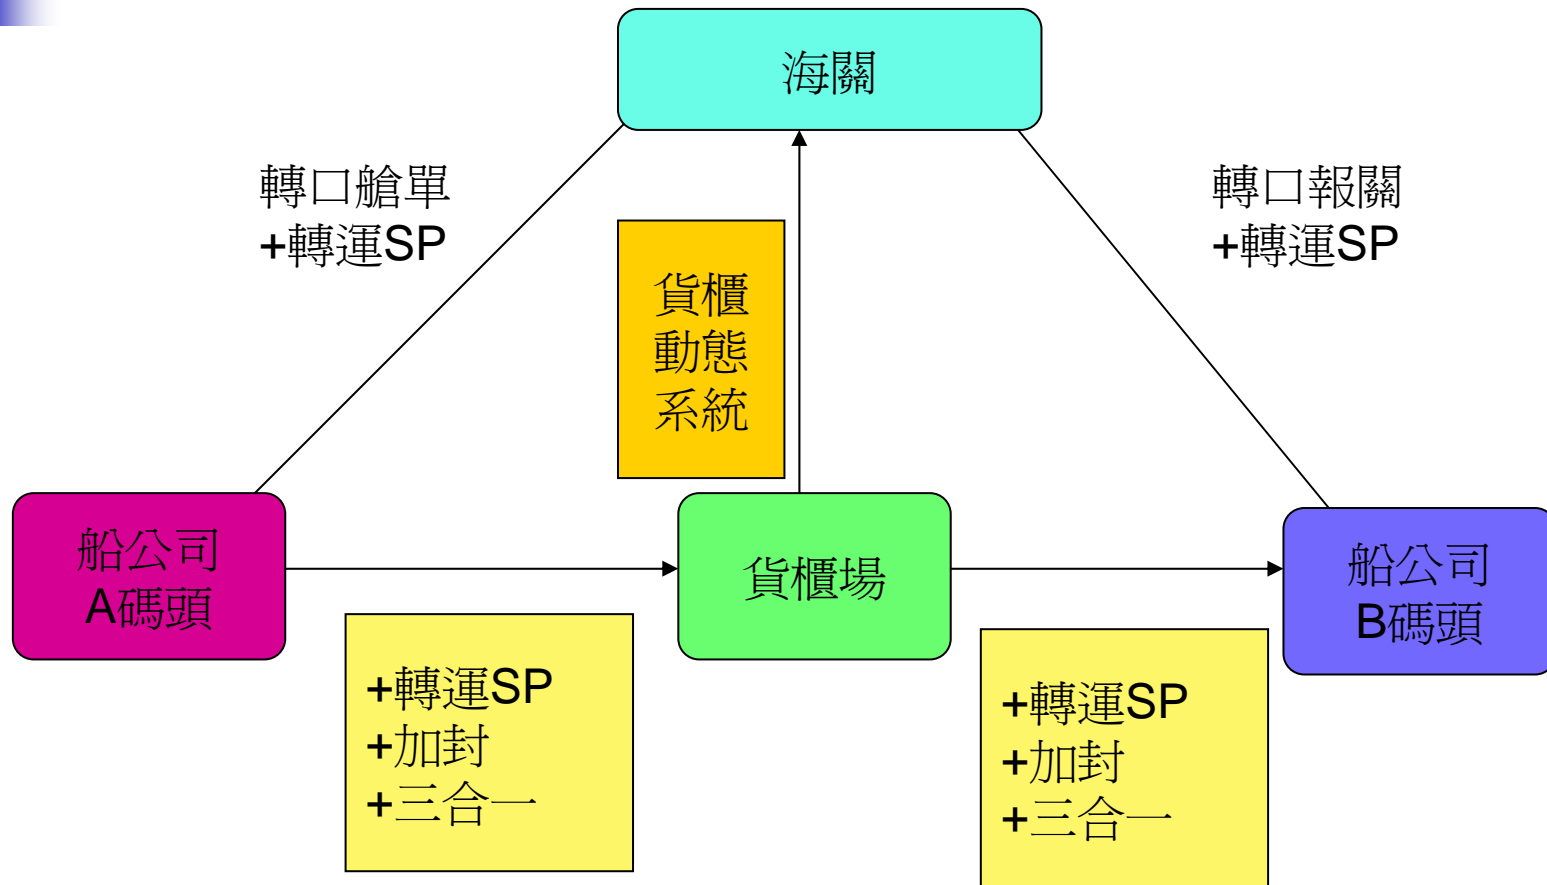 海關
轉口艙單
+轉運SP
轉口報關
+轉運SP
貨櫃
動態
系統
船公司
A碼頭
貨櫃場
船公司
B碼頭
+轉運SP
+加封
+三合一
+轉運SP
+加封
+三合一